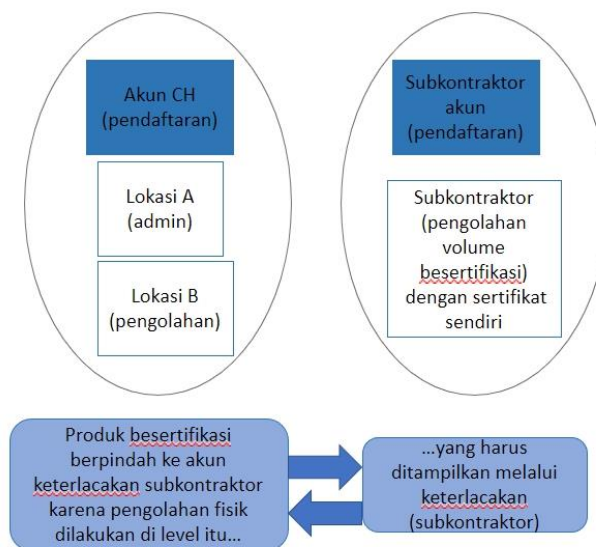 Akun CH
(pendaftaran)
Lokasi A
(admin)
Lokasi B
(pengolahan)
Subkontraktor
akun
(pendaftaran)
Subkontraktor
(pengolahan
volume
besertifikasi)
dengan sertifikat
sendiri
Produk besertifikasi
berpindah ke akun
keterlacakan subkontraktor
karena pengolahan fisik
dilakukan di level itu…
…yang harus
ditampilkan melalui
keterlacakan
(subkontraktor)